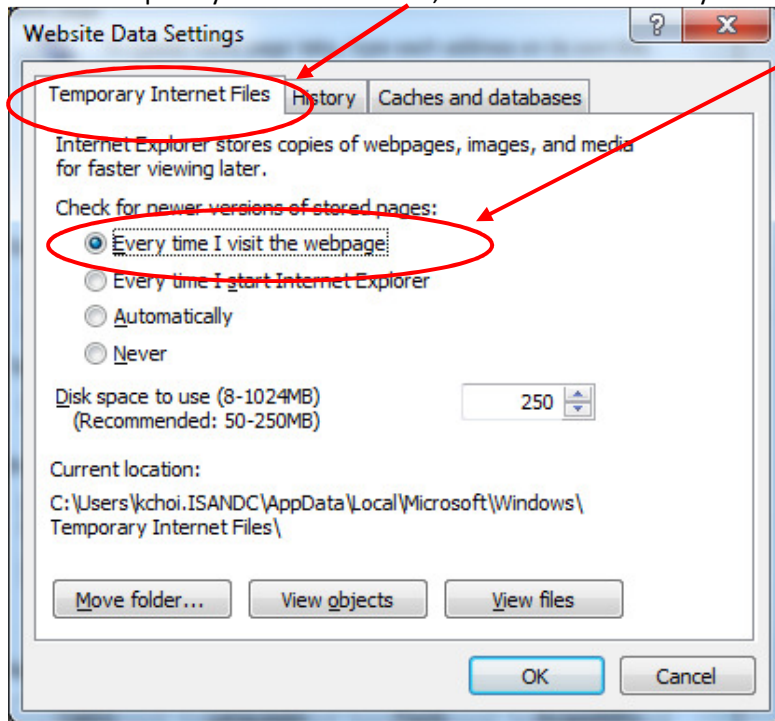 Website Data Settings
Temporary Internet Files History Caches and databases
Internet Explorer stores copies of webpages, images, and media
for faster viewing later.
Check for newer versions of stored pages:
Every time I visit the webpage
Every time I start Internet Explorer
Automatically
Never
Disk space to use (8-1024MB) 250
(Recommended: 50-250MB)
Current location:
C:\Users\kchoi.ISANDC\AppData\Local\Microsoft\Windows\
Temporary Internet Files\
Move folder... View objects View files
OK Cancel